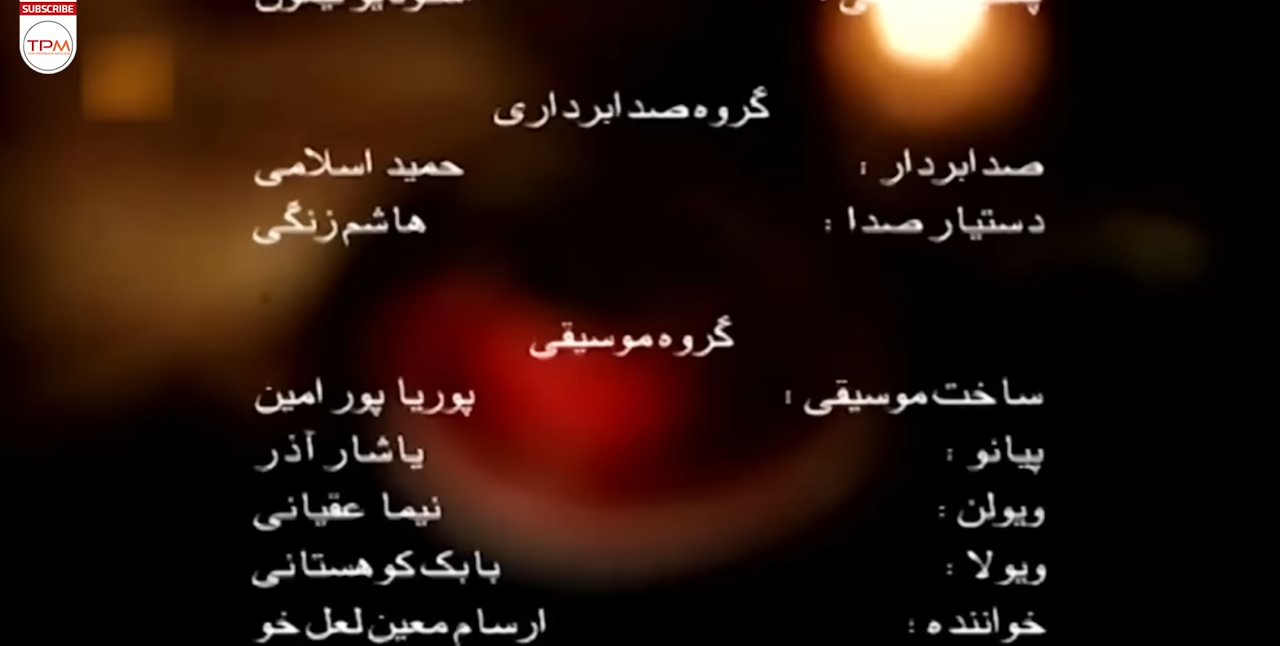 SUBSCRIBE
TPM
گروه صدابرداری
صدابردار : حمید اسلامی
دستیار صدا : هاشم زنگی
گروه موسیقی
ساخت موسیقی : پوریا پور امین
پیانو : یاشار آذر
ویولن : نیما عقیانی
ویولا : بابک کوهستانی
خواننده : ارسام معین لعل خو